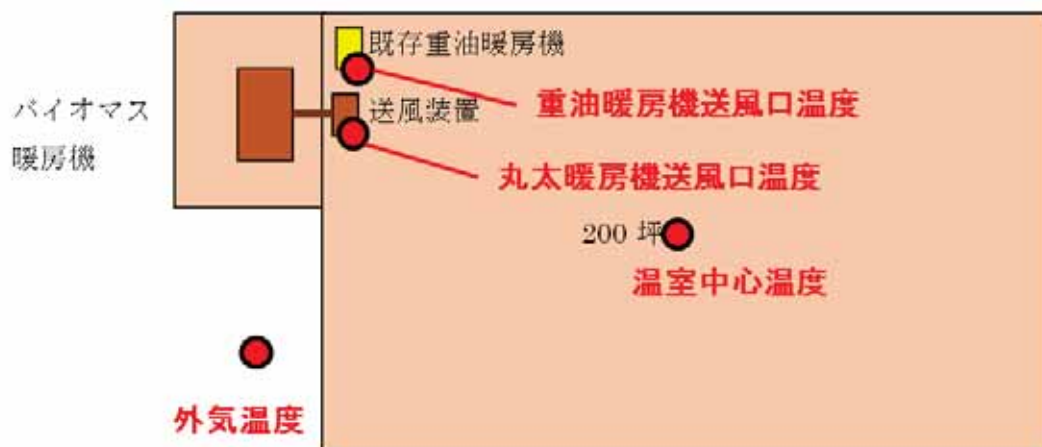 既存重油暖房機
重油暖房機送風口温度
バイオマス
暖房機
送風装置
丸太暖房機送風口温度
200 坪
温室中心温度
外気温度